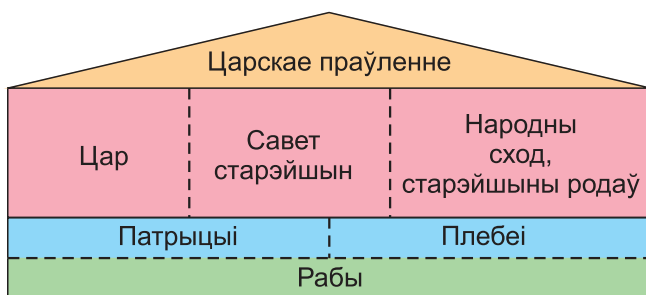 Царскае праўленне
Цар
Савет
старэйшын
Народны
сход,
старэйшыны родаў
Патрыцыі
Плебеі
Рабы